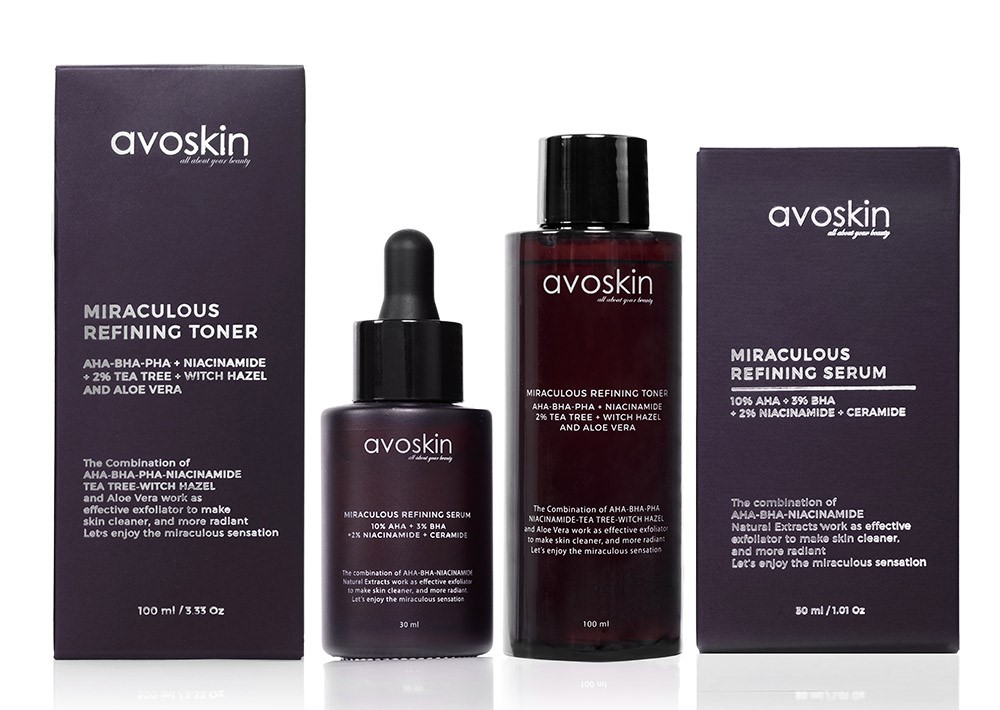 avoskin
all about your beauty
MIRACULOUS
REFINING TONER
AHA-BHA-PHA + NIACINAMIDE
+ 2% TEA TREE + WITCH HAZEL
AND ALOE VERA
The Combination of
AHA-BHA-PHA-NIACINAMIDE
TEA TREE-WITCH HAZEL
and Aloe Vera work as
effective exfoliator to make
skin cleaner, and more radiant
Let's enjoy the miraculous sensation
100 ml / 3.33 Oz
avoskin
all about your beauty
MIRACULOUS REFINING SERUM
10% AHA + 3% BHA
+2% NIACINAMIDE + CERAMIDE
The combination of AHA-BHA-NIACINAMIDE
Natural Extracts work as effective exfoliator
to make skin cleaner, and more radiant.
Let's enjoy the miraculous sensation
30 ml
avoskin
all about your beauty
MIRACULOUS REFINING TONER
AHA-BHA-PHA + NIACINAMIDE
2% TEA TREE + WITCH HAZEL
AND ALOE VERA
The Combination of AHA-BHA-PHA
NIACINAMIDE-TEA TREE-WITCH HAZEL
and Aloe Vera work as effective exfoliator
to make skin cleaner, and more radiant
Let's enjoy the miraculous sensation
100 ml
avoskin
all about your beauty
MIRACULOUS
REFINING SERUM
10% AHA + 3% BHA
+ 2% NIACINAMIDE + CERAMIDE
The combination of
AHA-BHA-NIACINAMIDE
Natural Extracts work as effective
exfoliator to make skin cleaner,
and more radiant
Let's enjoy the miraculous sensation
30 ml / 1.01 Oz